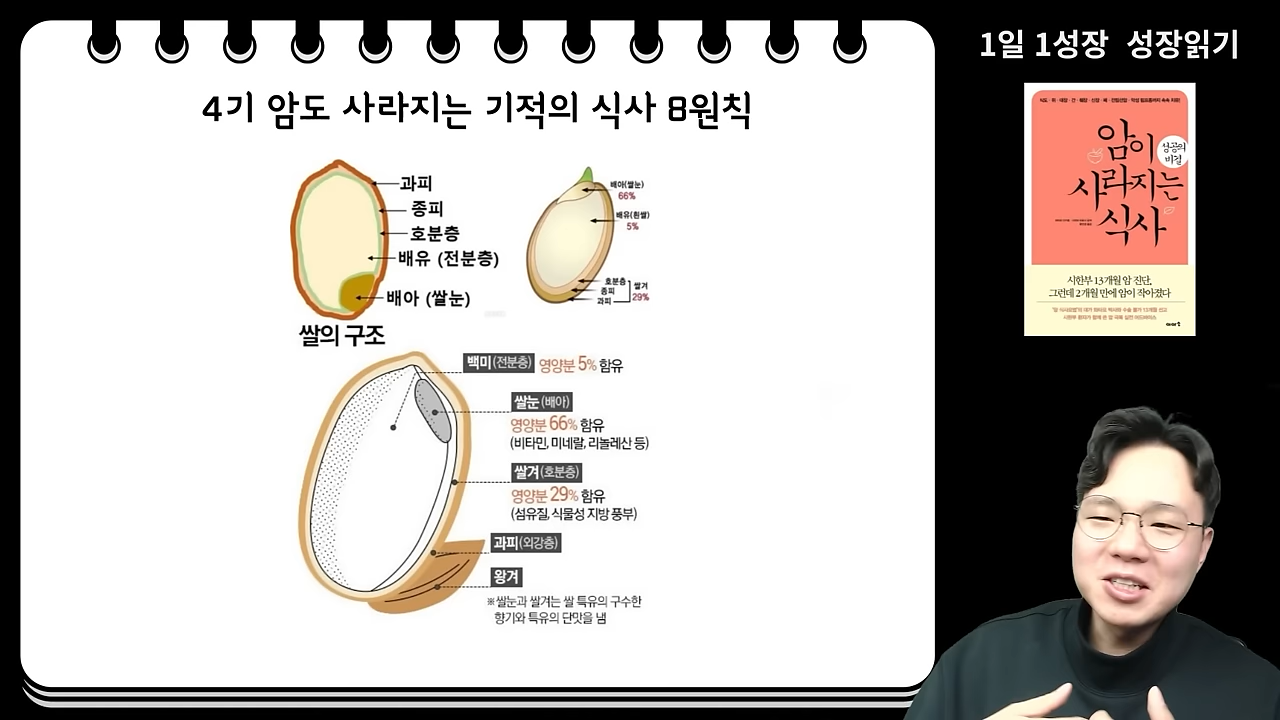 4기 암도 사라지는 기적의 식사 8원칙
1일 1성장 성장읽기
과피
종피
호분층
배유 (전분층)
배아 (쌀눈)
쌀의 구조
배아(쌀눈)
66%
배유(흰쌀)
5%
호분층
종피
과피
쌀겨
29%
백미(전분층) 영양분 5% 함유
쌀눈(배아)
영양분 66% 함유
(비타민, 미네랄, 리놀레산 등)
쌀겨(호분층)
영양분 29% 함유
(섬유질, 식물성 지방 풍부)
과피(외강층)
왕겨
※쌀눈과 쌀겨는 쌀 특유의 구수한
향기와 특유의 단맛을 냄
암이
사라지는
식사
성공의
비결
시한부 13개월 암 진단,
그런데 2개월 만에 암이 작아졌다